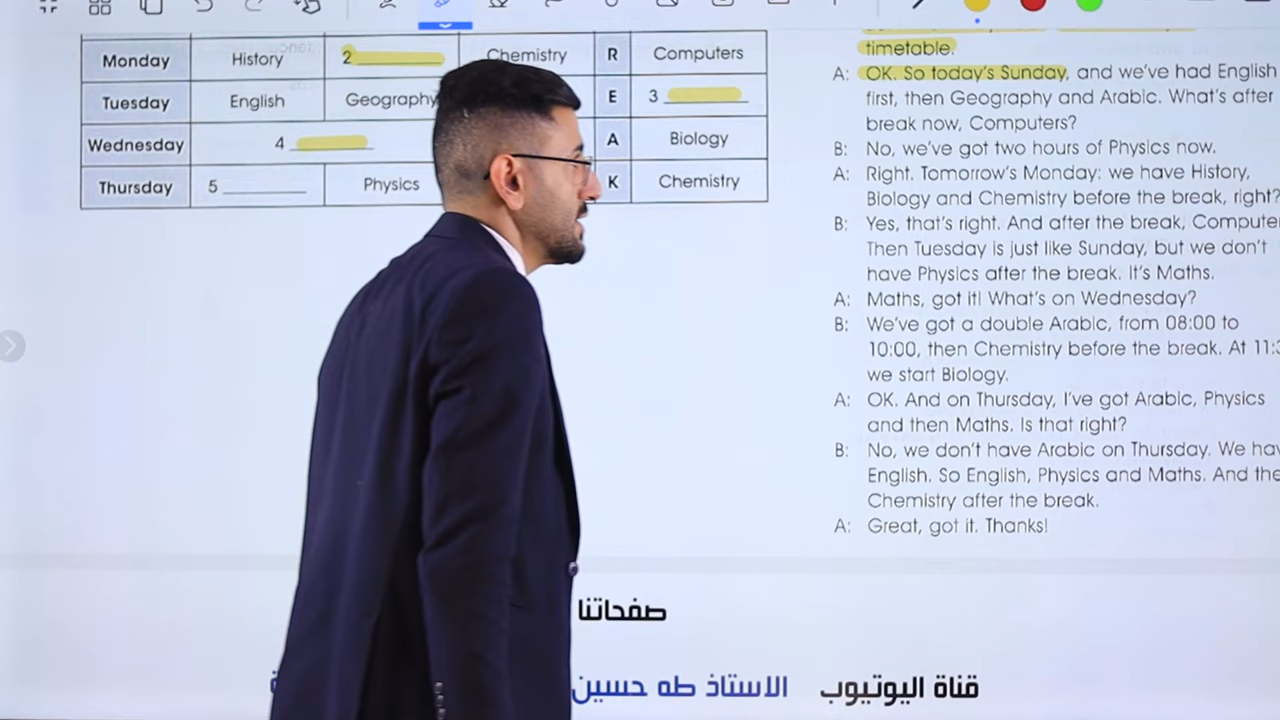 Monday History 2 Chemistry R Computers
Tuesday English Geography E 3
Wednesday 4 A Biology
Thursday 5 Physics K Chemistry
timetable.
A: OK. So today's Sunday, and we've had English
first, then Geography and Arabic. What's after
break now, Computers?
B: No, we've got two hours of Physics now.
A: Right. Tomorrow's Monday: we have History,
Biology and Chemistry before the break, right?
B: Yes, that's right. And after the break,
Then Tuesday is just like Sunday, but we don't
have Physics after the break. It's Maths.
A: Maths, got it! What's on Wednesday?
B: We've got a double Arabic, from 08:00 to
10:00, then Chemistry before the break. At
we start Biology.
A: OK. And on Thursday, I've got Arabic, Physics
and then Maths. Is that right?
B: No, we don't have Arabic on Thursday. We
English. So English, Physics and Maths. And
Chemistry after the break.
A: Great, got it. Thanks!
صفحاتنا
قناة اليوتيوب الاستاذ طه حسين